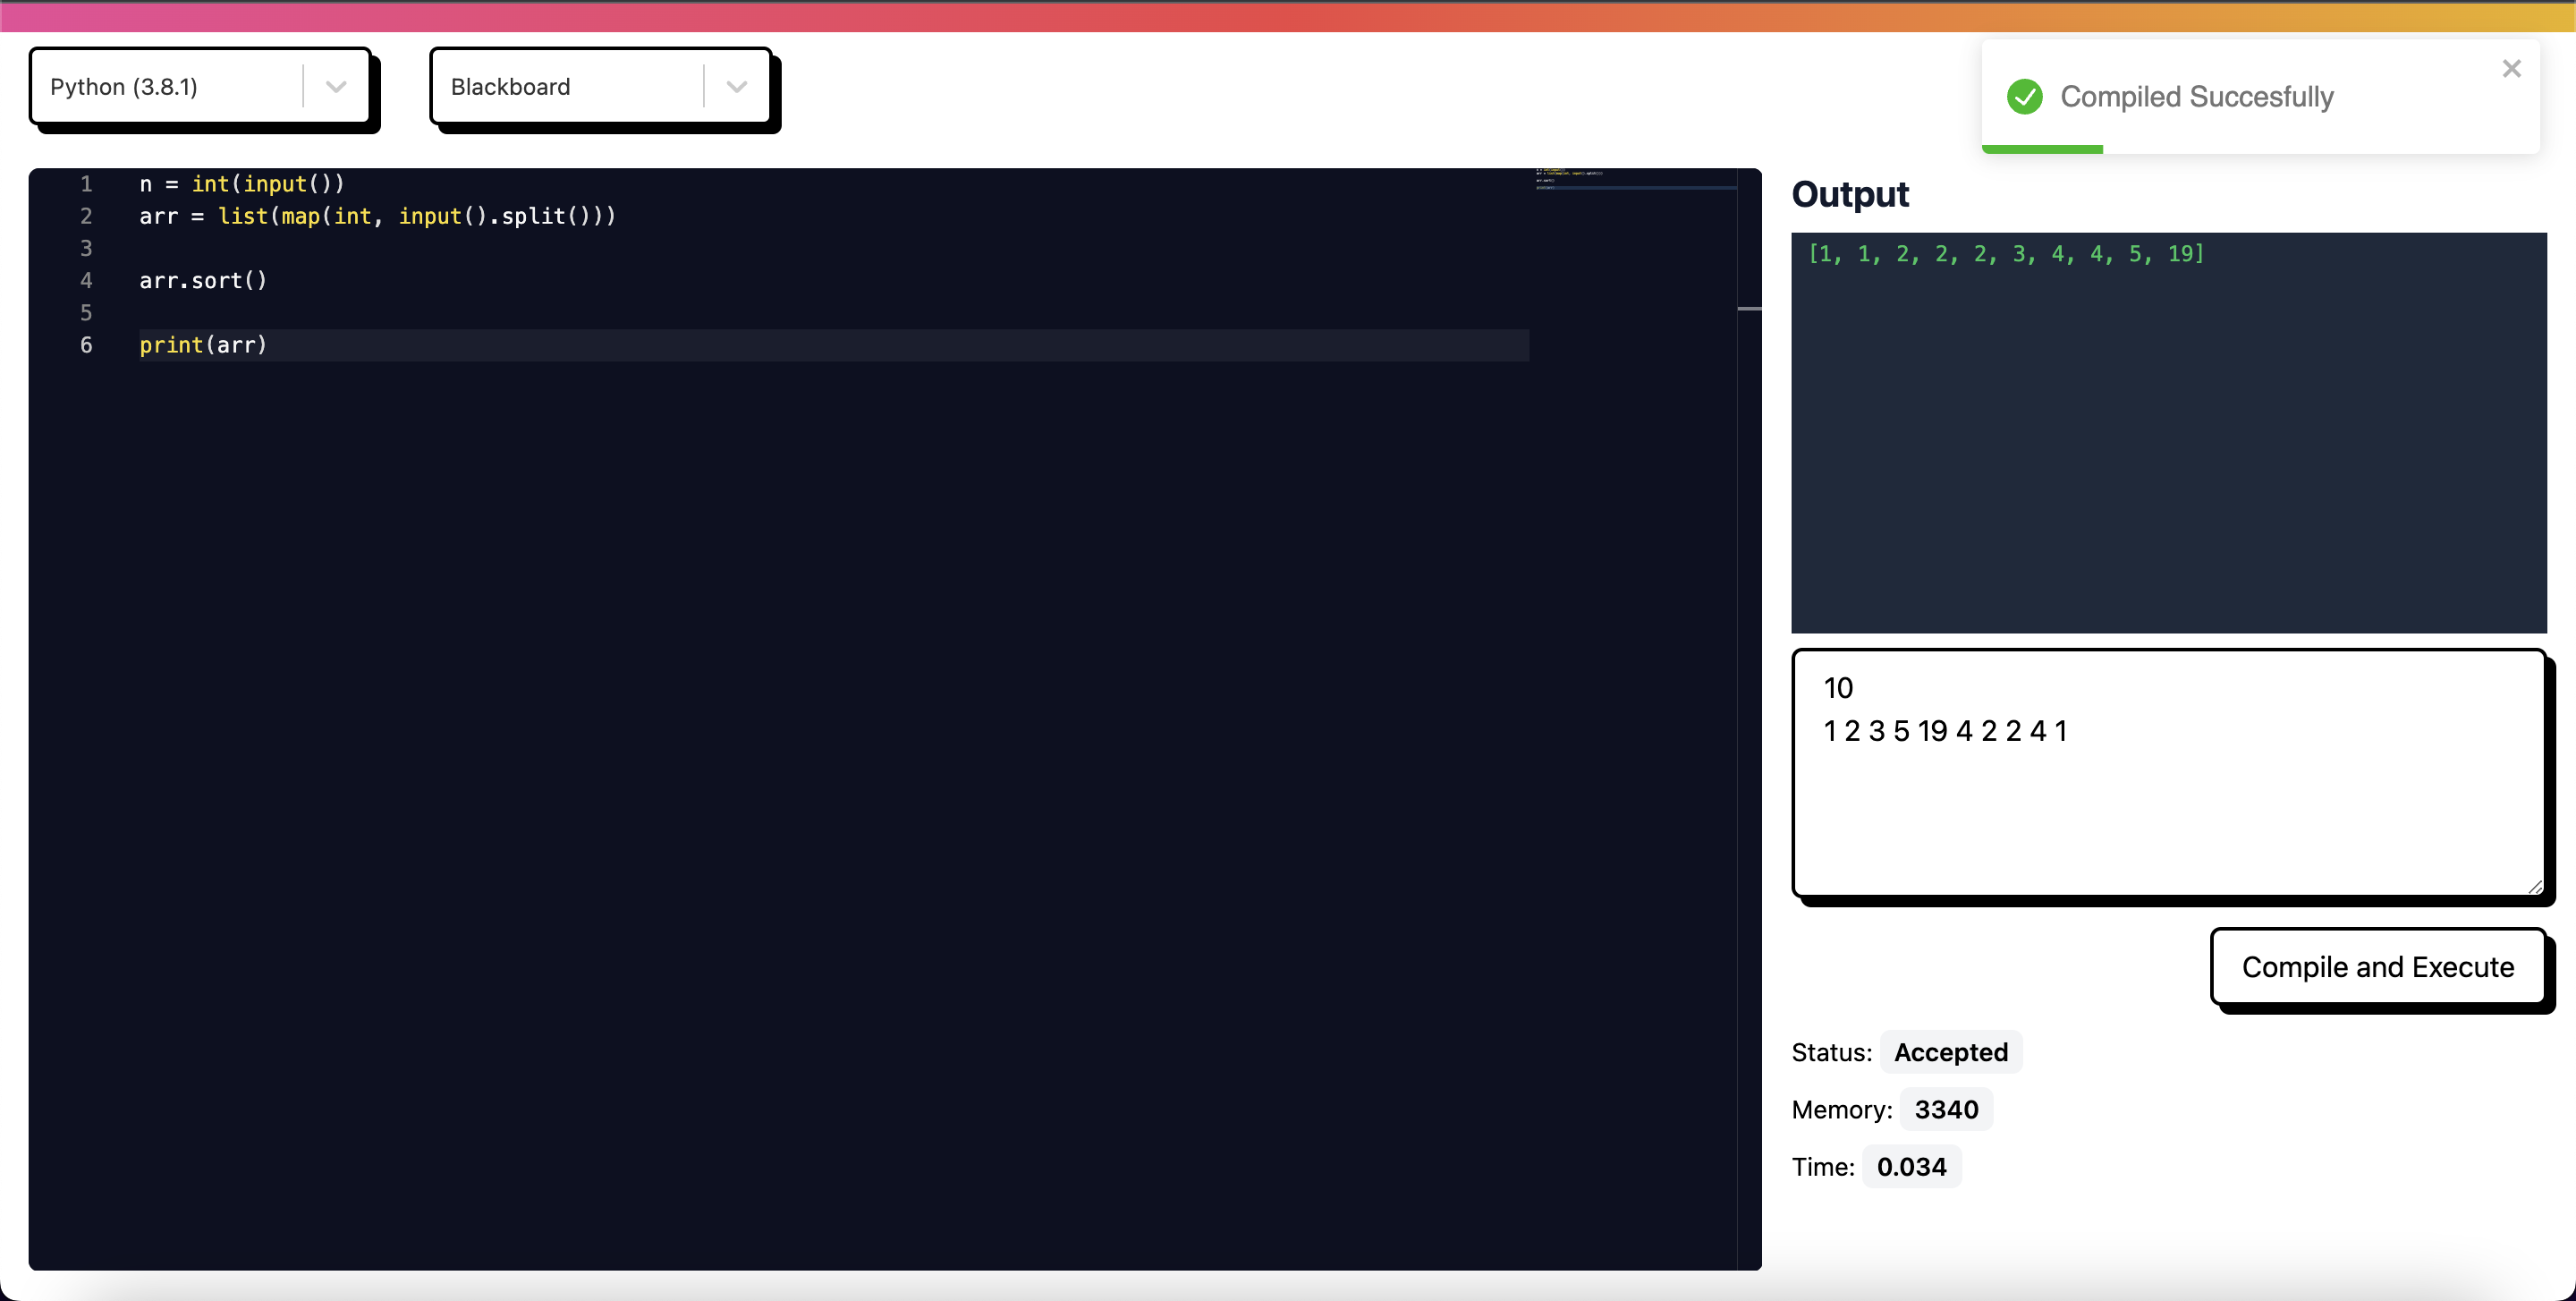 Python (3.8.1)
Blackboard
Compiled Succesfully
1 n = int(input())
2 arr = list(map(int, input().split()))
3
4 arr.sort()
5
6 print(arr)
Output
[1, 1, 2, 2, 2, 3, 4, 4, 5, 19]
10
1 2 3 5 19 4 2 2 4 1
Compile and Execute
Status: Accepted
Memory: 3340
Time: 0.034